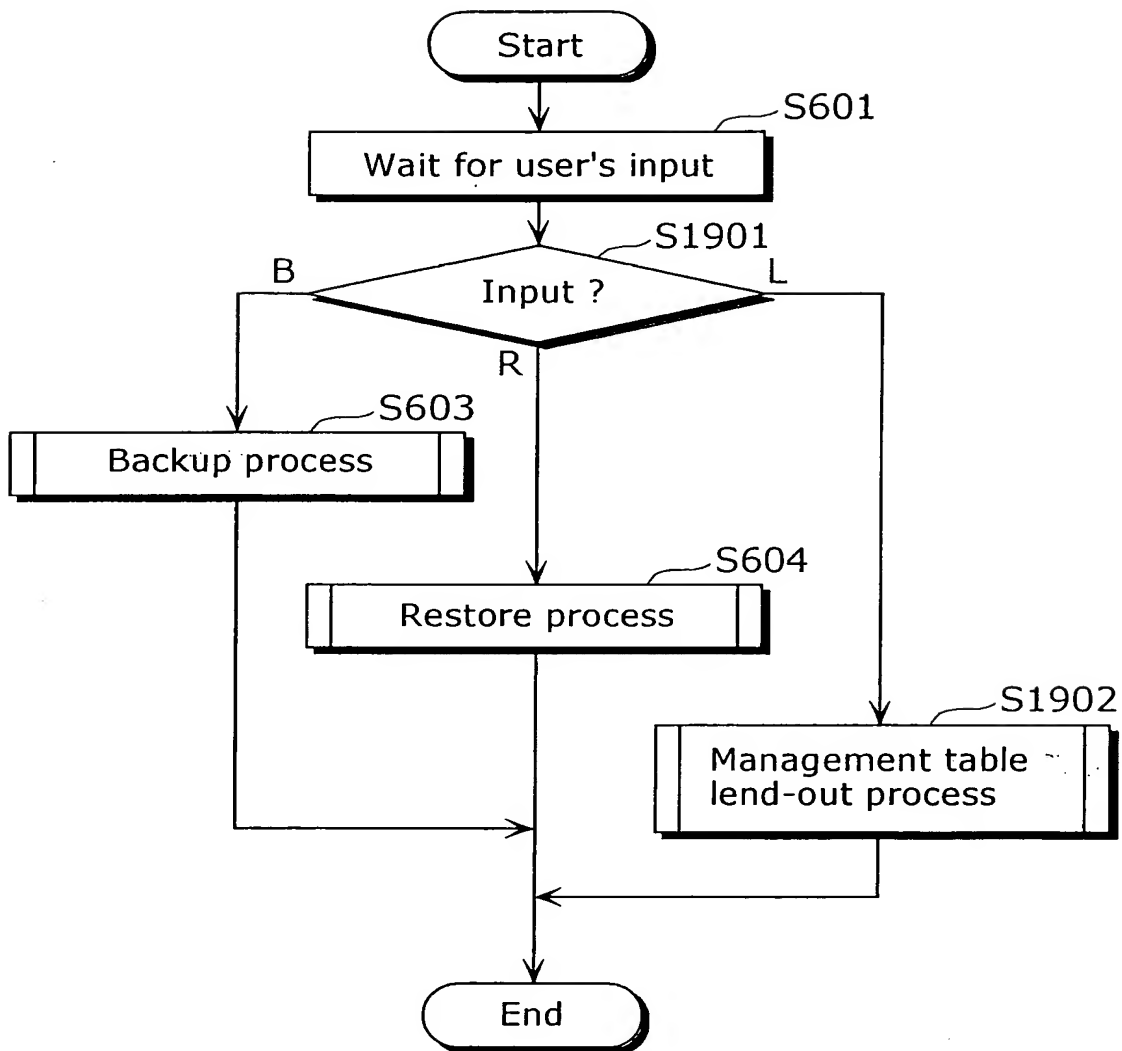 Start
S601
Wait for user's input
S1901
B
Input ?
L
R
S603
Backup process
S604
Restore process
S1902
Management table
lend-out process
End